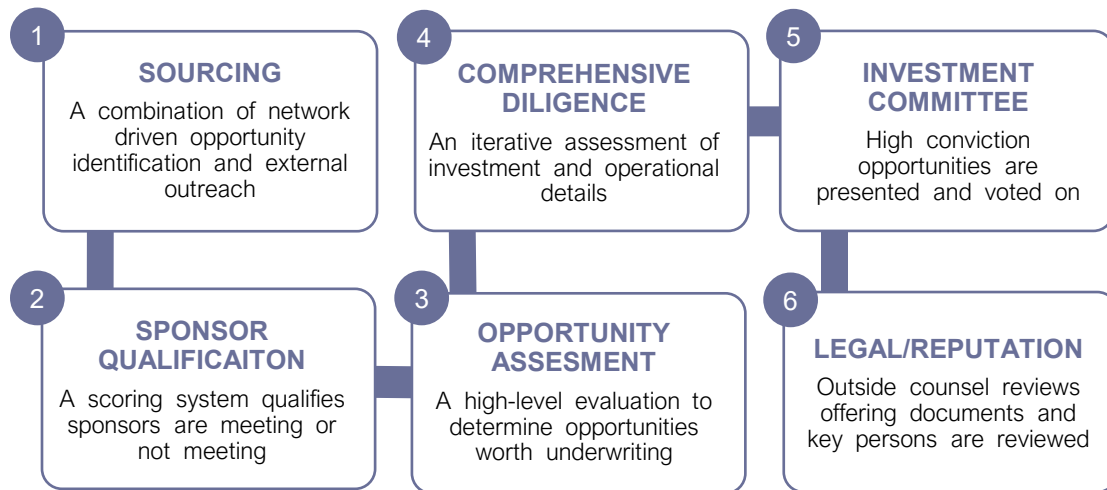 1
SOURCING
A combination of network
driven opportunity
identification and external
outreach
2
SPONSOR
QUALIFICAITON
A scoring system qualifies
sponsors are meeting or
not meeting
3
OPPORTUNITY
ASSESMENT
A high-level evaluation to
determine opportunities
worth underwriting
4
COMPREHENSIVE
DILIGENCE
An iterative assessment of
investment and operational
details
5
INVESTMENT
COMMITTEE
High conviction
opportunities are
presented and voted on
6
LEGAL/REPUTATION
Outside counsel reviews
offering documents and
key persons are reviewed